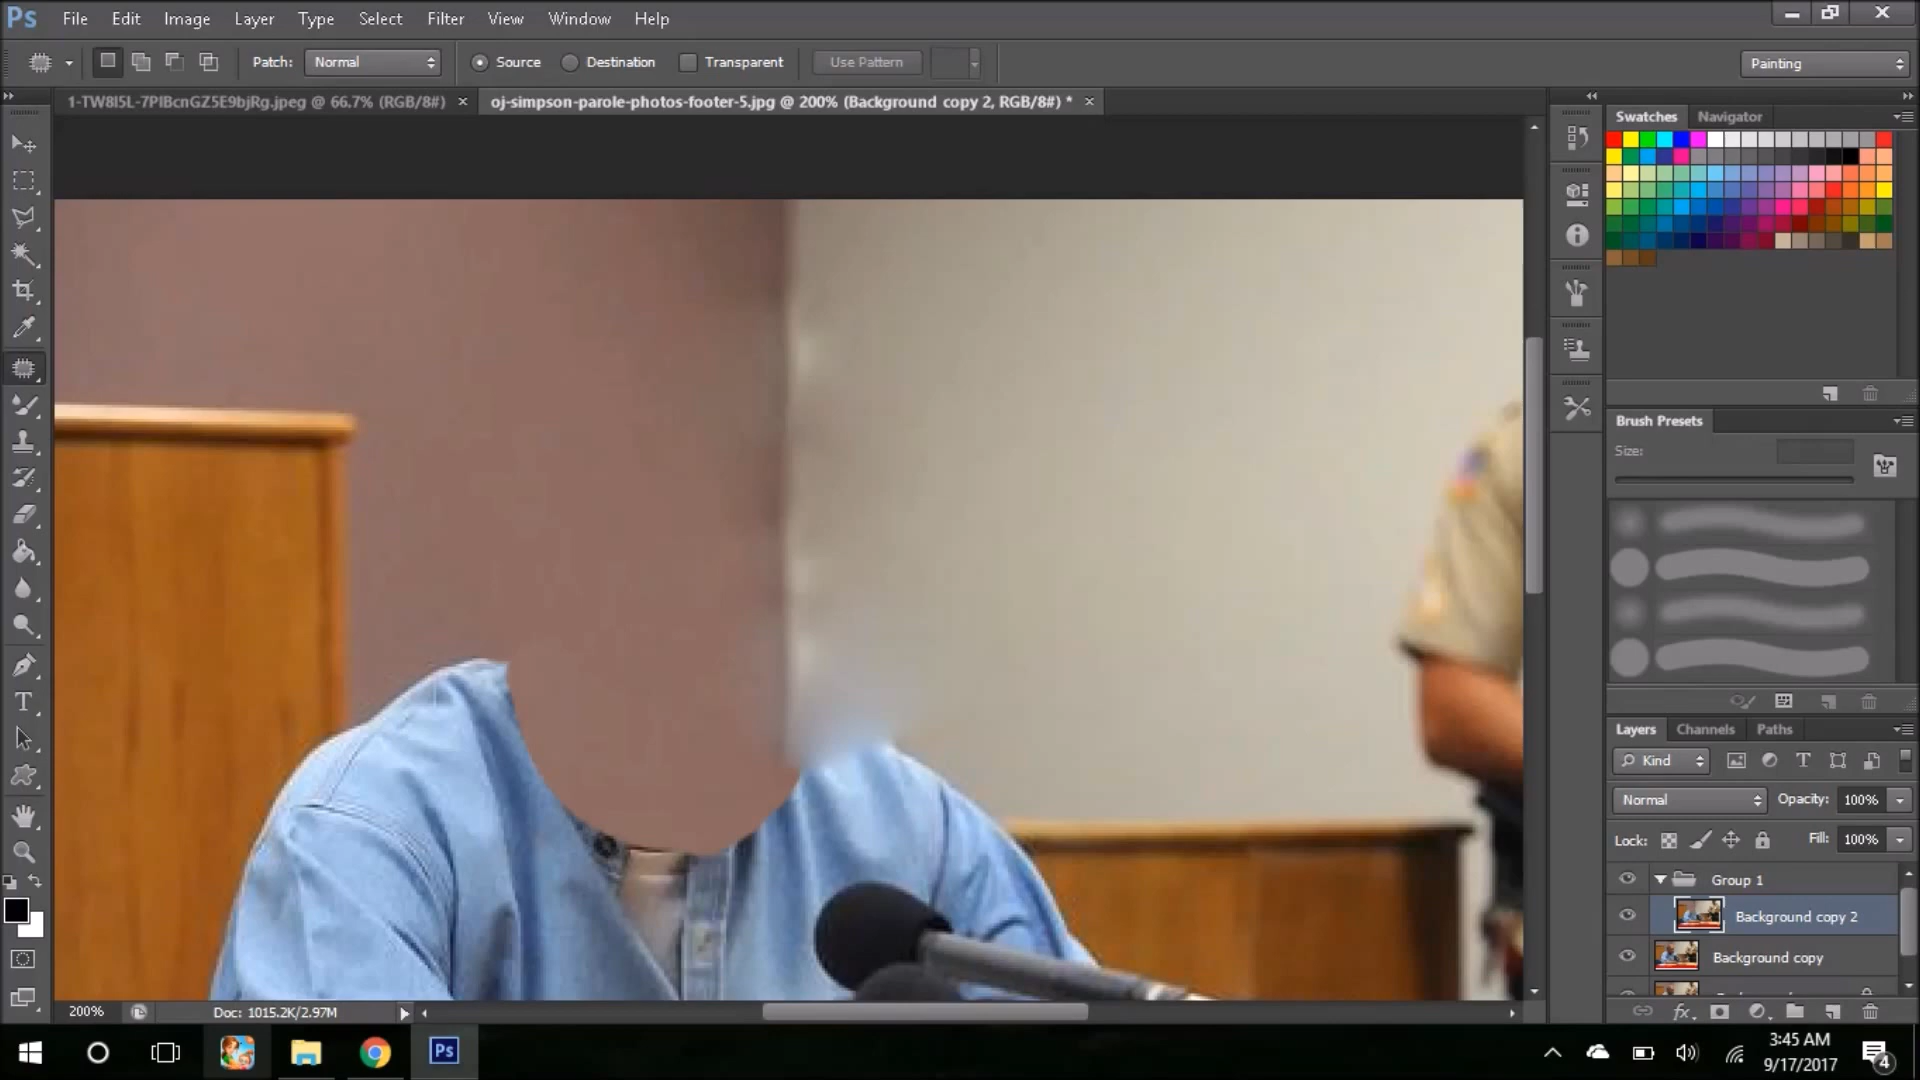 Ps File Edit Image Layer Type Select Filter View Window Help
Patch: Normal Source Destination Transparent Use Pattern Painting
1-TW8I5L-7PIBcnGZ5E9bjRg.jpeg @ 66.7% (RGB/8#) × oj-simpson-parole-photos-footer-5.jpg @ 200% (Background copy 2, RGB/8#) * ×
Swatches Navigator
Brush Presets
Size:
Layers Channels Paths
Kind
Normal Opacity: 100%
Lock: Fill: 100%
Group 1
Background copy 2
Background copy
200% Doc: 1015.2K/2.97M
Ps
3:45 AM
9/17/2017
4